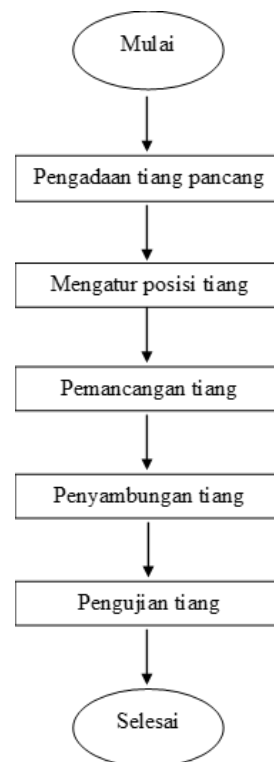 Mulai
Pengadaan tiang pancang
Mengatur posisi tiang
Pemancangan tiang
Penyambungan tiang
Pengujian tiang
Selesai